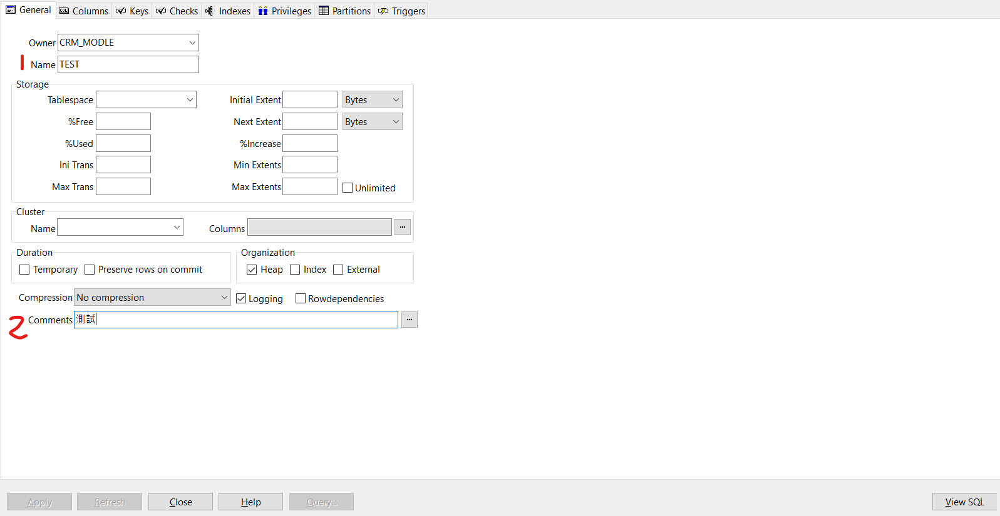 General Columns Keys Checks Indexes Privileges Partitions Triggers
Owner CRM_MODLE
1 Name TEST
Storage
Tablespace Initial Extent Bytes
%Free Next Extent Bytes
%Used %Increase
Ini Trans Min Extents
Max Trans Max Extents Unlimited
Cluster
Name Columns ...
Duration Organization
Temporary Preserve rows on commit Heap Index External
Compression No compression Logging Rowdependencies
2 Comments 測試 ...
Apply Refresh Close Help Query... View SQL